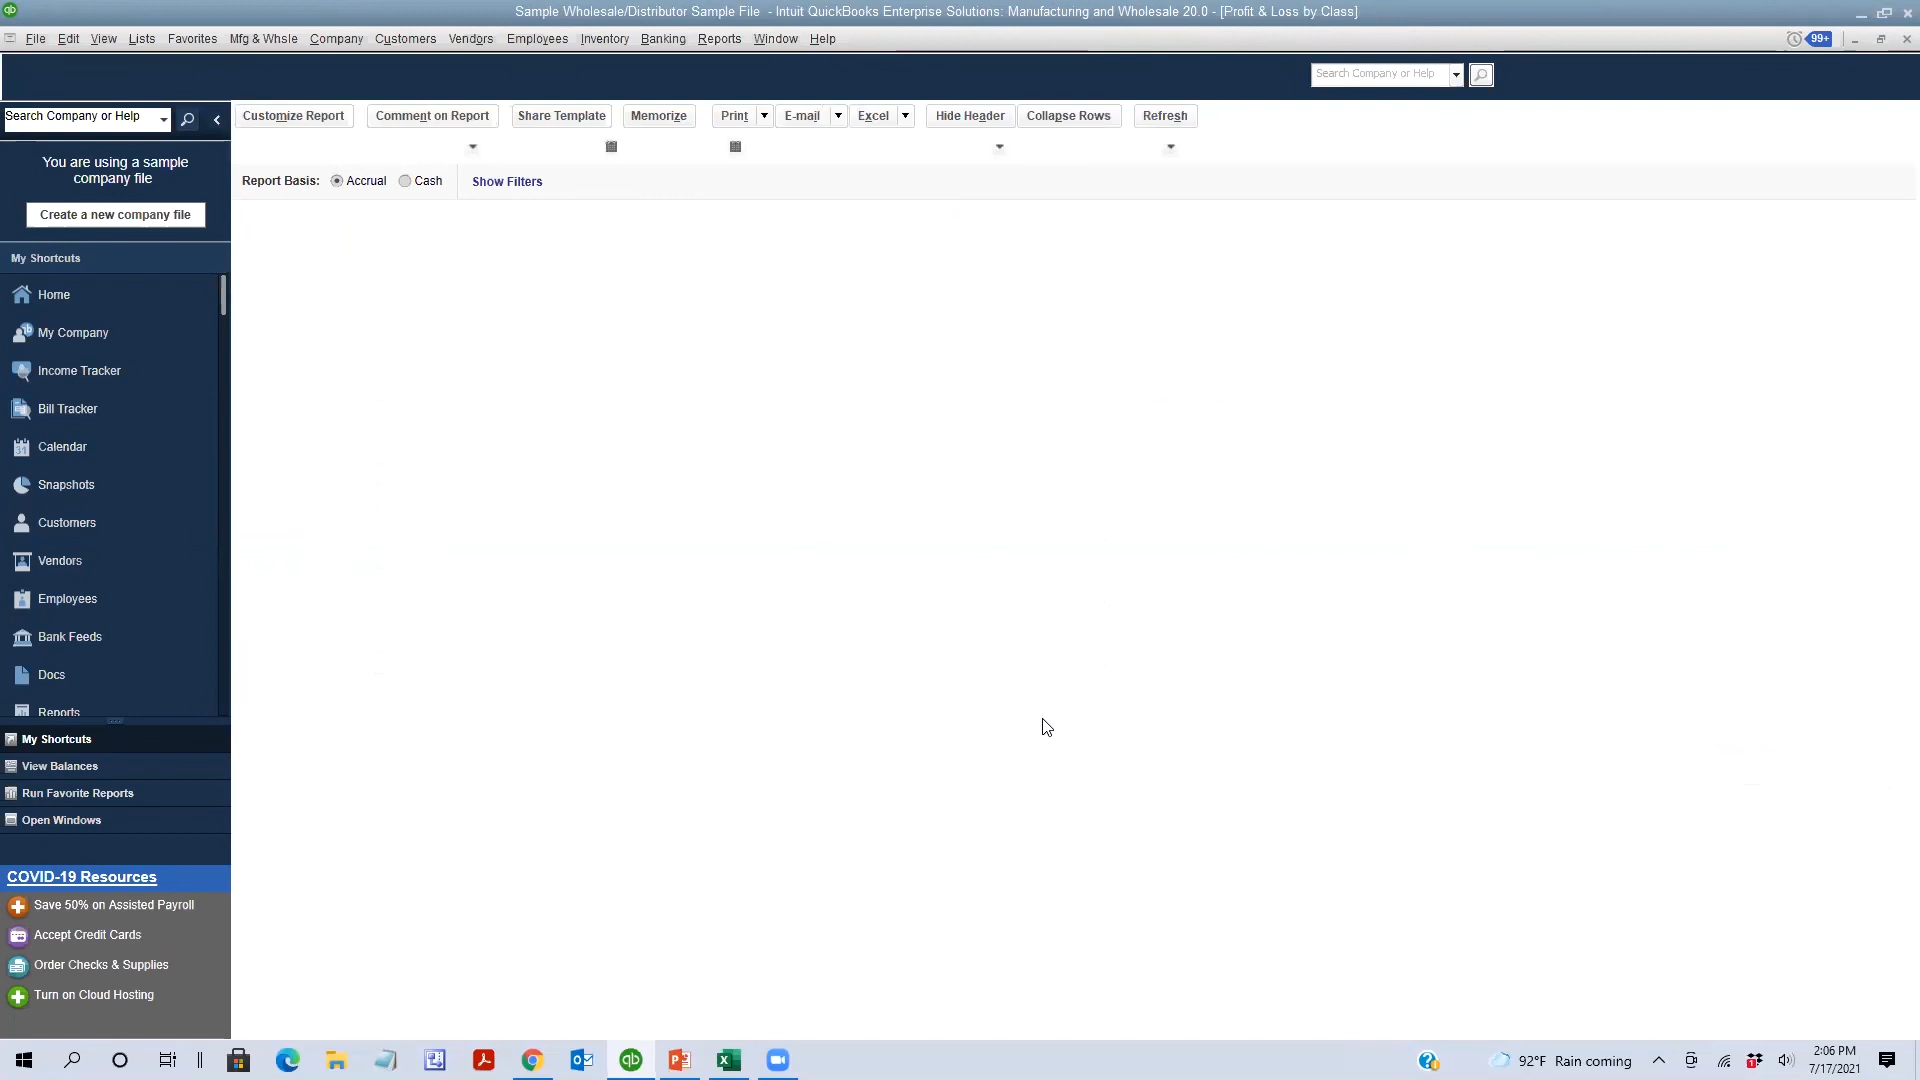 Sample Wholesale/Distributor Sample File - Intuit QuickBooks Enterprise Solutions: Manufacturing and Wholesale 20.0 - [Profit & Loss by Class]
File Edit View Lists Favorites Mfg & Whsle Company Customers Vendors Employees Inventory Banking Reports Window Help
99+
Search Company or Help
Search Company or Help
Customize Report Comment on Report Share Template Memorize Print E-mail Excel Hide Header Collapse Rows Refresh
You are using a sample
company file
Report Basis: Accrual Cash Show Filters
Create a new company file
My Shortcuts
Home
My Company
Income Tracker
Bill Tracker
Calendar
Snapshots
Customers
Vendors
Employees
Bank Feeds
Docs
Reports
My Shortcuts
View Balances
Run Favorite Reports
Open Windows
COVID-19 Resources
Save 50% on Assisted Payroll
Accept Credit Cards
Order Checks & Supplies
Turn on Cloud Hosting
92°F Rain coming
2:06 PM
7/17/2021